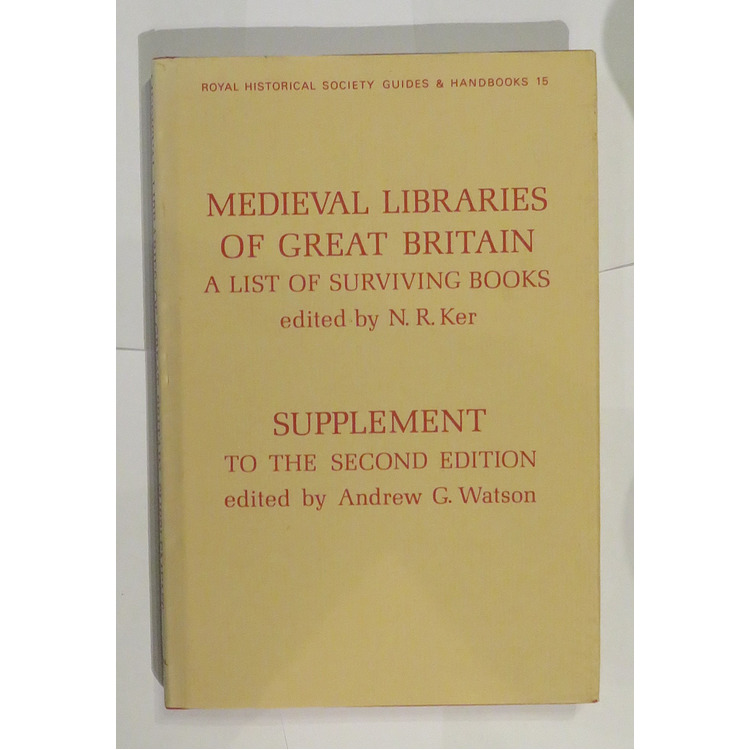 ROYAL HISTORICAL SOCIETY GUIDES & HANDBOOKS 15
MEDIEVAL LIBRARIES
OF GREAT BRITAIN
A LIST OF SURVIVING BOOKS
edited by N. R. Ker
SUPPLEMENT
TO THE SECOND EDITION
edited by Andrew G. Watson